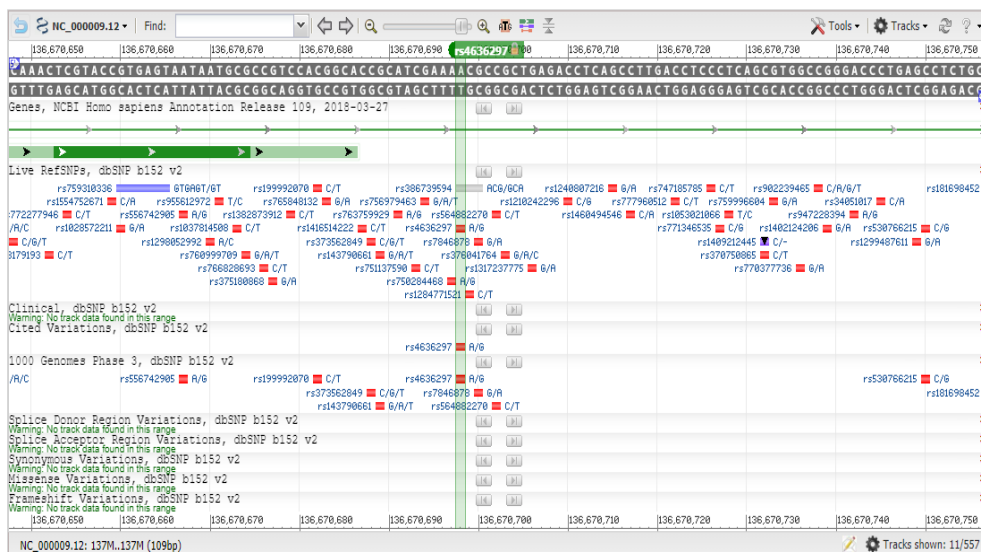 NC_000009.12 Find: Tools Tracks ?
136,670,650 136,670,660 136,670,670 136,670,680 136,670,690 rs4636297 00 136,670,710 136,670,720 136,670,730 136,670,740 136,670,750
CAAACTCGTACCGTGAGTAATAATGCGCCGTCCACGGCACCGCATCGAAAACGCCGCTGAGACCTCAGCCTTGACCTCCCTCAGCGTGGCCGGGACCCTGAGCCTCTGC
GTTTGAGCATGGCACTCATTATTACGCGGCAGGTGCCGTGGCGTAGCTTTTGCGGCGACTCTGGAGTCGGAACTGGAGGGAGTCGCACCGGCCCTGGGACTCGGAGACG
Genes, NCBI Homo sapiens Annotation Release 109, 2018-03-27
Live RefSNPs, dbSNP b152 v2
rs759310336 GTGAGT/GT rs199992070 C/T rs386739594 ACG/GCA rs1240807216 G/A rs747185785 C/T rs902239465 C/A/G/T rs181698452
rs1554752671 C/A rs955612972 T/C rs765848132 G/A rs756979463 G/A/T rs1210242296 C/G rs777960512 C/T rs759996604 G/A rs34051017 C/A
:772277946 C/T rs556742905 A/G rs1382873912 C/T rs763759929 A/G rs564882270 C/T rs1460494546 C/A rs1053021066 T/C rs947228394 A/G
/A/C rs1028572211 G/A rs1037814508 C/T rs1416514222 C/T rs4636297 A/G rs771346535 C/G rs1402124206 G/A rs530766215 C/G
C/G/T rs1298052992 A/C rs373562849 C/G/T rs7846878 G/A rs1409212445 C/- rs1299487611 G/A
3179193 C/T rs760999709 G/A/T rs143790661 G/A/T rs376041764 G/A/C rs370750865 C/T
rs766828693 C/T rs751137590 C/T rs1317237775 G/A rs770377736 G/A
rs375180868 G/A rs750284468 A/G
rs1284771521 C/T
Clinical, dbSNP b152 v2
Warning: No track data found in this range
Cited Variations, dbSNP b152 v2
rs4636297 A/G
1000 Genomes Phase 3, dbSNP b152 v2
/A/C rs556742905 A/G rs199992070 C/T rs4636297 A/G rs530766215 C/G
rs373562849 C/G/T rs7846878 G/A rs181698452
rs143790661 G/A/T rs564882270 C/T
Splice Donor Region Variations, dbSNP b152 v2
Warning: No track data found in this range
Splice Acceptor Region Variations, dbSNP b152 v2
Warning: No track data found in this range
Synonymous Variations, dbSNP b152 v2
Warning: No track data found in this range
Missense Variations, dbSNP b152 v2
Warning: No track data found in this range
Frameshift Variations, dbSNP b152 v2
Warning: No track data found in this range
136,670,650 136,670,660 136,670,670 136,670,680 136,670,690 136,670,700 136,670,710 136,670,720 136,670,730 136,670,740 136,670,750
NC_000009.12: 137M..137M (109bp) Tracks shown: 11/557